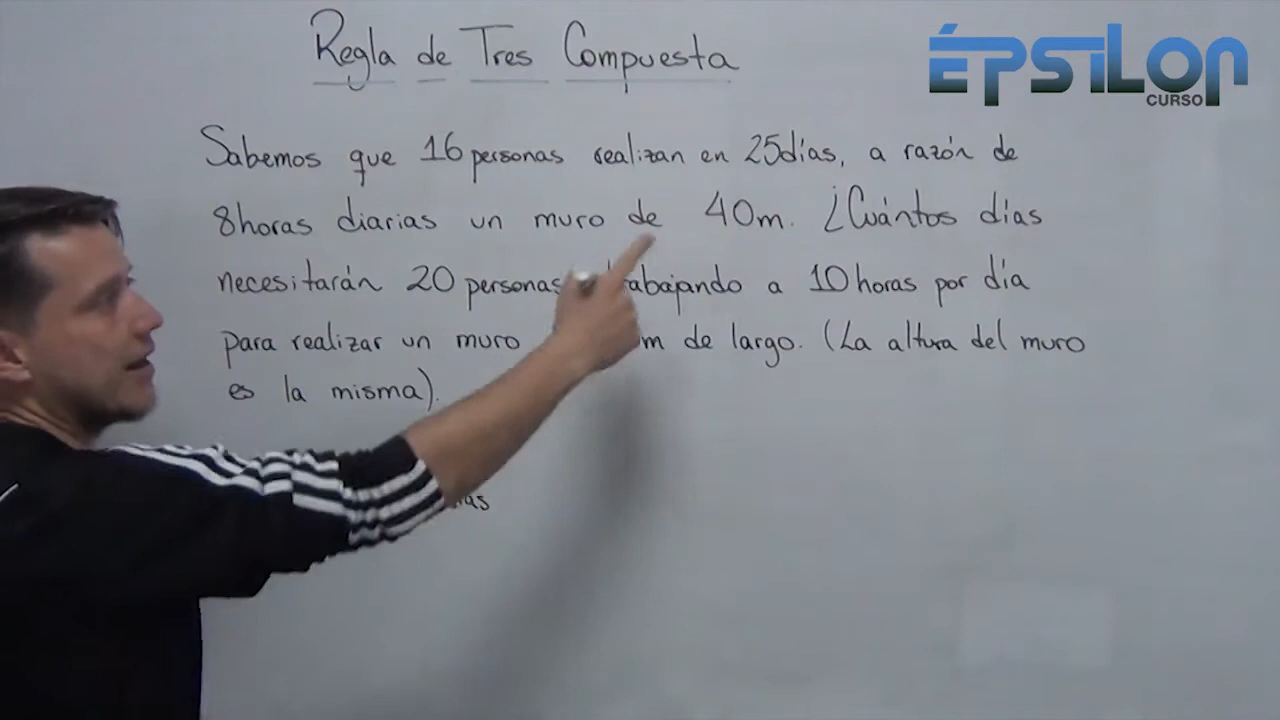 Regla de Tres Compuesta
ÉPSILON
CURSO
Sabemos que 16 personas realizan en 25 días, a razón de
8 horas diarias un muro de 40m. ¿Cuántos días
necesitarán 20 personas trabajando a 10 horas por día
para realizar un muro m de largo. (La altura del muro
es la misma).